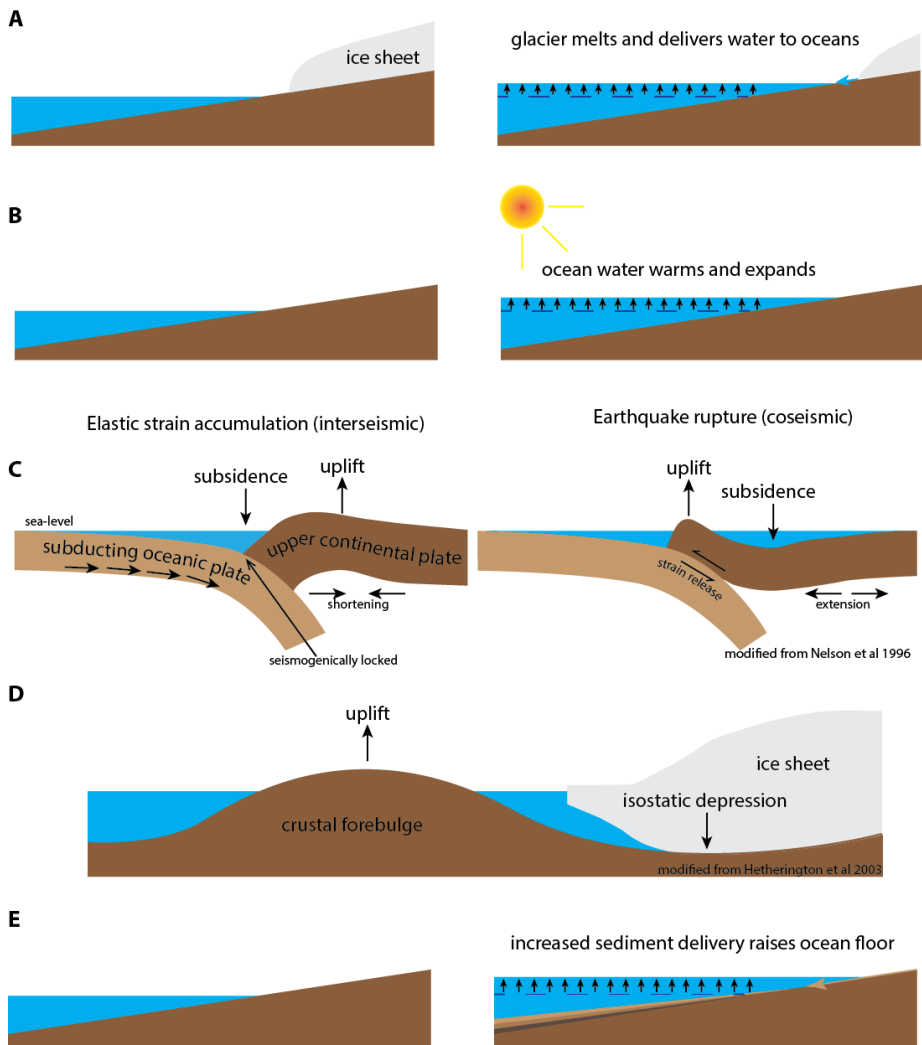 A
ice sheet
glacier melts and delivers water to oceans
B
ocean water warms and expands
Elastic strain accumulation (interseismic)
Earthquake rupture (coseismic)
C
subsidence
uplift
sea-level
subducting oceanic plate
upper continental plate
shortening
seismogenically locked
uplift
subsidence
strain release
extension
modified from Nelson et al 1996
D
uplift
ice sheet
isostatic depression
crustal forebulge
modified from Hetherington et al 2003
E
increased sediment delivery raises ocean floor